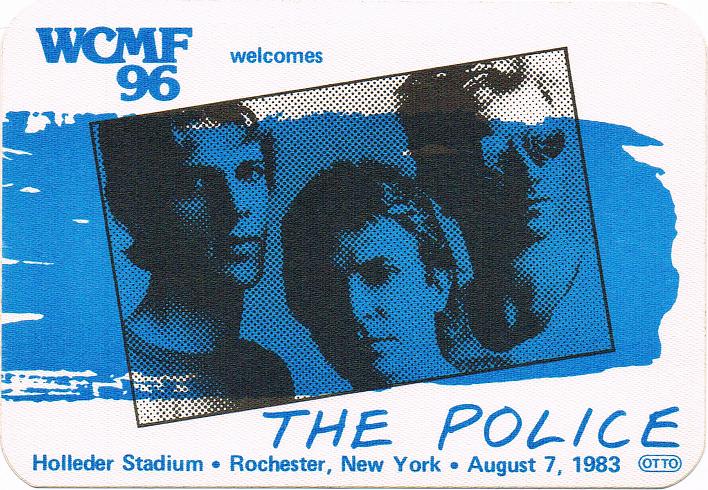 WCMF
96
welcomes
THE POLICE
Holleder Stadium • Rochester, New York • August 7, 1983 OTTO